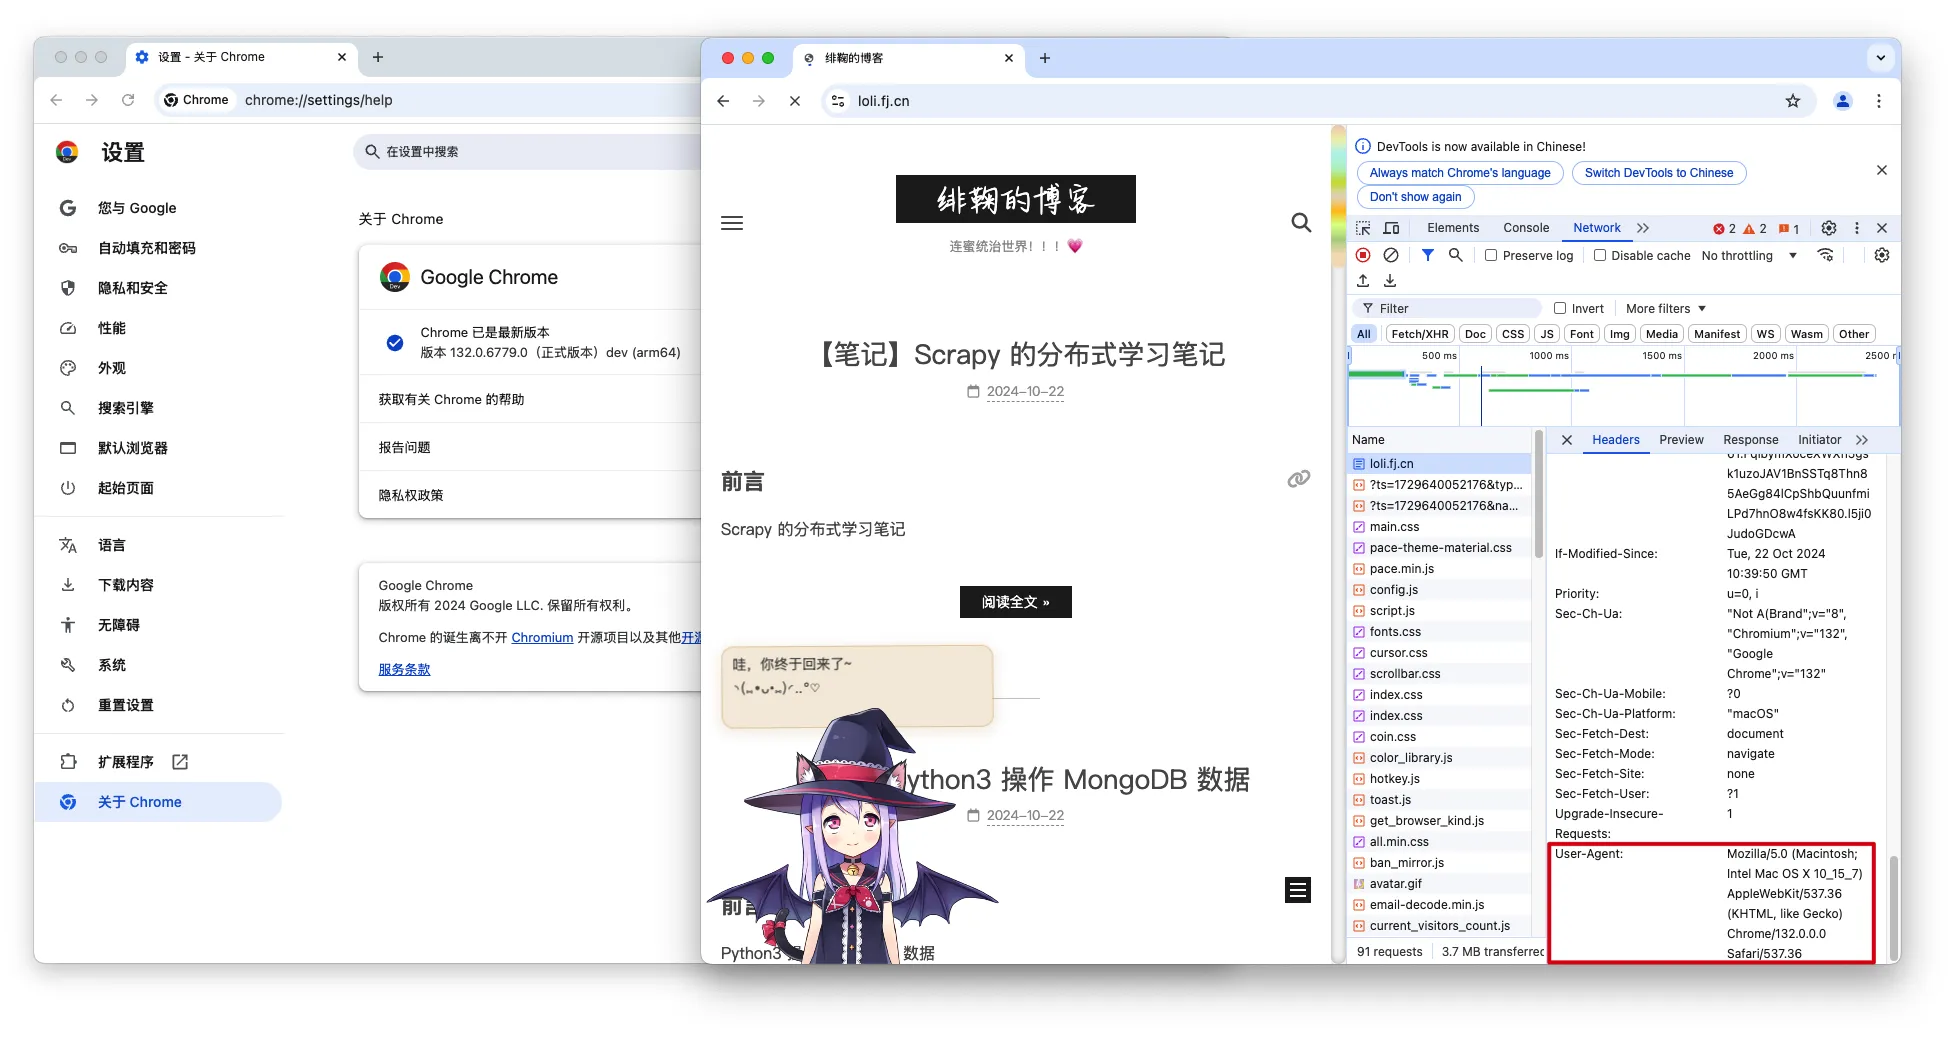 设置 - 关于 Chrome
Chrome
chrome://settings/help
设置
在设置中搜索
您与 Google
自动填充和密码
隐私和安全
性能
外观
搜索引擎
默认浏览器
起始页面
语言
下载内容
无障碍
系统
重置设置
扩展程序
关于 Chrome
关于 Chrome
Google Chrome
Chrome 已是最新版本
版本 132.0.6779.0（正式版本）dev (arm64)
获取有关 Chrome 的帮助
报告问题
隐私权政策
Google Chrome
版权所有 2024 Google LLC. 保留所有权利。
Chrome 的诞生离不开 Chromium 开源项目以及其他开源
服务条款
绯鞠的博客
loli.fj.cn
绯鞠的博客
连蜜统治世界！！！💗
【笔记】Scrapy 的分布式学习笔记
2024-10-22
前言
Scrapy 的分布式学习笔记
阅读全文 »
哇，你终于回来了~
ヽ(｡•ᴗ•｡)ノ..°♡
ython3 操作 MongoDB 数据
2024-10-22
前言
Python3
数据
DevTools is now available in Chinese!
Always match Chrome's language
Switch DevTools to Chinese
Don't show again
Elements
Console
Network
2
2
1
Preserve log
Disable cache
No throttling
Filter
Invert
More filters
All
Fetch/XHR
Doc
CSS
JS
Font
Img
Media
Manifest
WS
Wasm
Other
500 ms
1000 ms
1500 ms
2000 ms
2500
Name
loli.fj.cn
?ts=1729640052176&typ...
?ts=1729640052176&na...
main.css
pace-theme-material.css
pace.min.js
config.js
script.js
fonts.css
cursor.css
scrollbar.css
index.css
index.css
coin.css
color_library.js
hotkey.js
toast.js
get_browser_kind.js
all.min.css
ban_mirror.js
avatar.gif
email-decode.min.js
current_visitors_count.js
91 requests
3.7 MB transferred
Headers
Preview
Response
Initiator
k1uzoJAV1BnSSTq8Thn8
5AeGg84lCpShbQuunfmi
LPd7hnO8w4fsKK80.I5ji0
JudoGDcwA
If-Modified-Since:
Tue, 22 Oct 2024
10:39:50 GMT
Priority:
u=0, i
Sec-Ch-Ua:
"Not A(Brand";v="8",
"Chromium";v="132",
"Google
Chrome";v="132"
Sec-Ch-Ua-Mobile:
?0
Sec-Ch-Ua-Platform:
"macOS"
Sec-Fetch-Dest:
document
Sec-Fetch-Mode:
navigate
Sec-Fetch-Site:
none
Sec-Fetch-User:
?1
Upgrade-Insecure-
Requests:
1
User-Agent:
Mozilla/5.0 (Macintosh;
Intel Mac OS X 10_15_7)
AppleWebKit/537.36
(KHTML, like Gecko)
Chrome/132.0.0.0
Safari/537.36